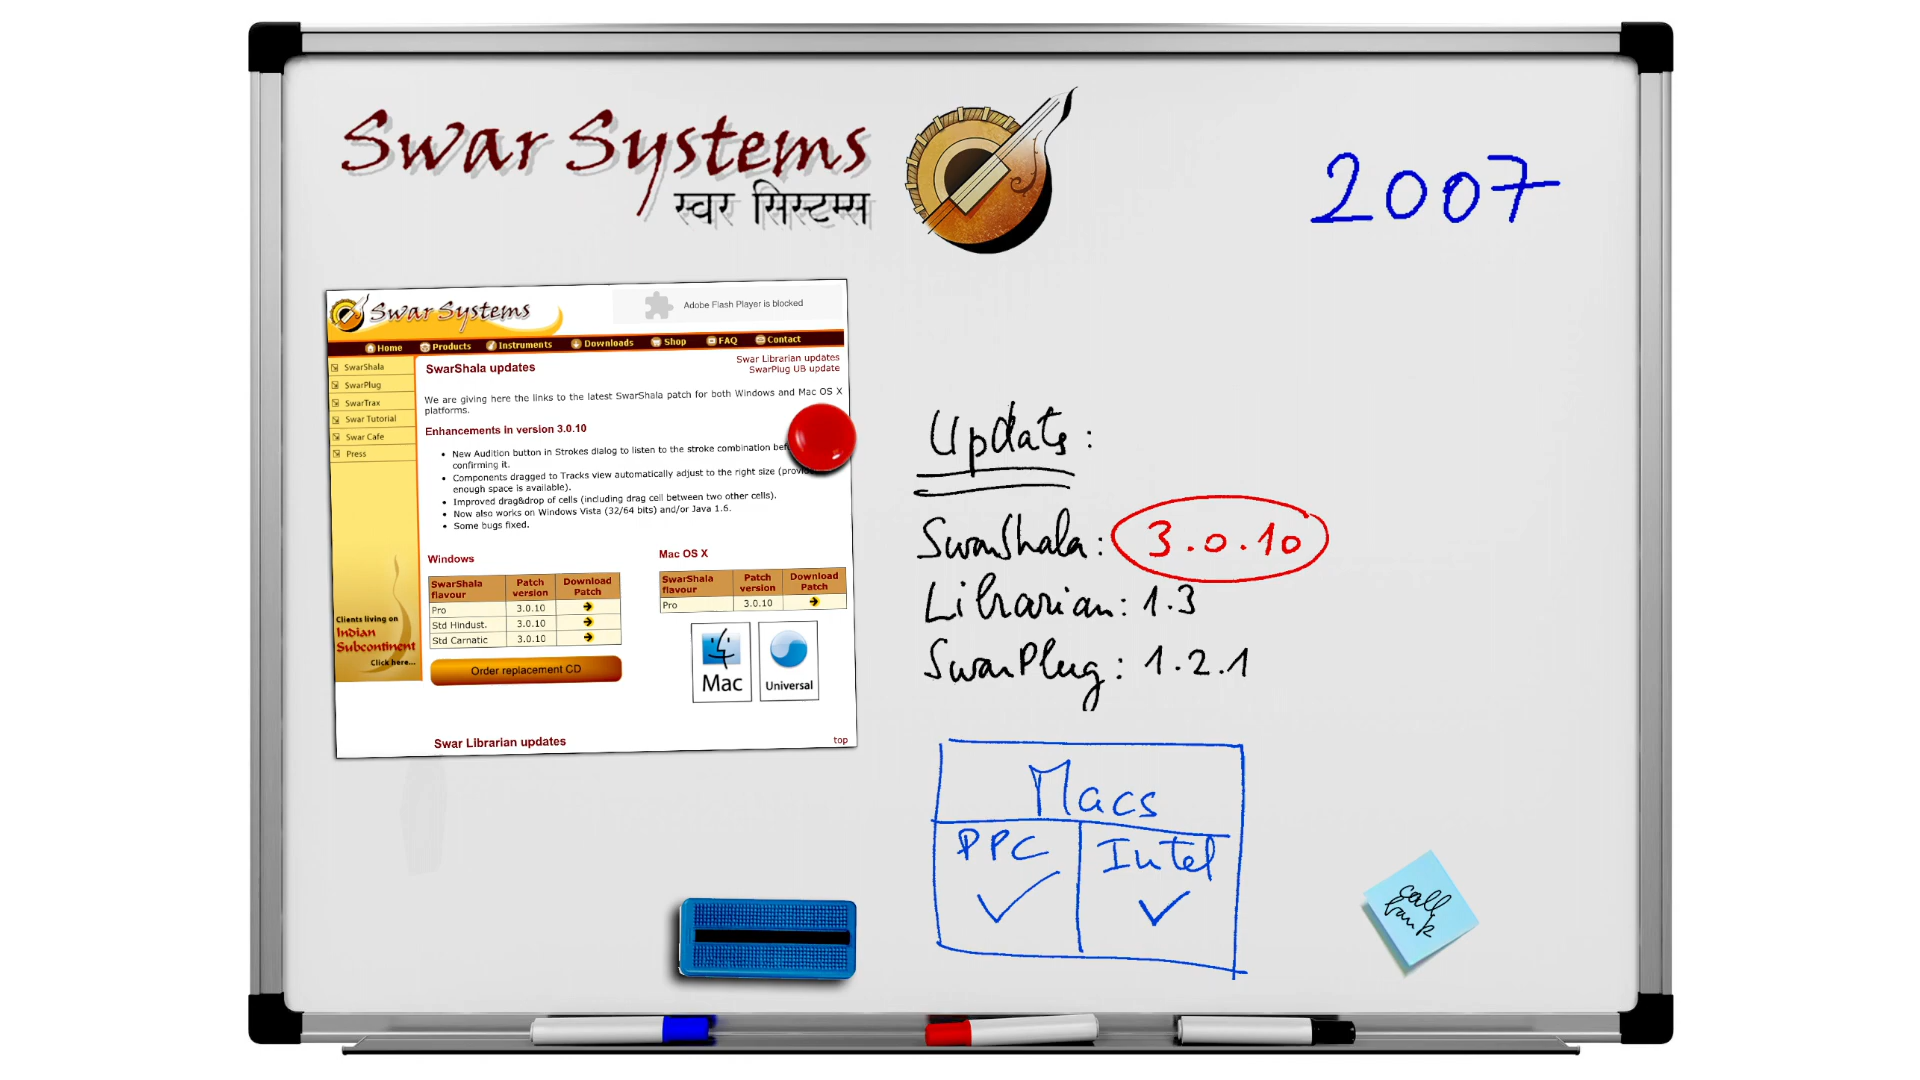 Swar Systems
स्वर सिस्टम्स
2007
Swar Systems
Adobe Flash Player is blocked
Home Products Instruments Downloads Shop FAQ Contact
SwarShala
SwarPlug
SwarTrax
Swar Tutorial
Swar Cafe
Press
Clients living on
Indian
Subcontinent
Click here...
SwarShala updates
Swar Librarian updates
SwarPlug UB update
We are giving here the links to the latest SwarShala patch for both Windows and Mac OS X
platforms.
Enhancements in version 3.0.10
New Audition button in Strokes dialog to listen to the stroke combination
confirming it.
Components dragged to Tracks view automatically adjust to the right size
enough space is available).
Improved drag&drop of cells (including drag cell between two other cells).
Now also works on Windows Vista (32/64 bits) and/or Java 1.6.
Some bugs fixed.
Windows
SwarShala flavour Patch version Download Patch
Pro 3.0.10
Std Hindust. 3.0.10
Std Carnatic 3.0.10
Order replacement CD
Mac OS X
SwarShala flavour Patch version Download Patch
Pro 3.0.10
Mac
Universal
Swar Librarian updates
top
Update:
SwarShala: 3.0.10
Librarian: 1.3
SwarPlug: 1.2.1
Macs
PPC Intel
✓ ✓
call
bank